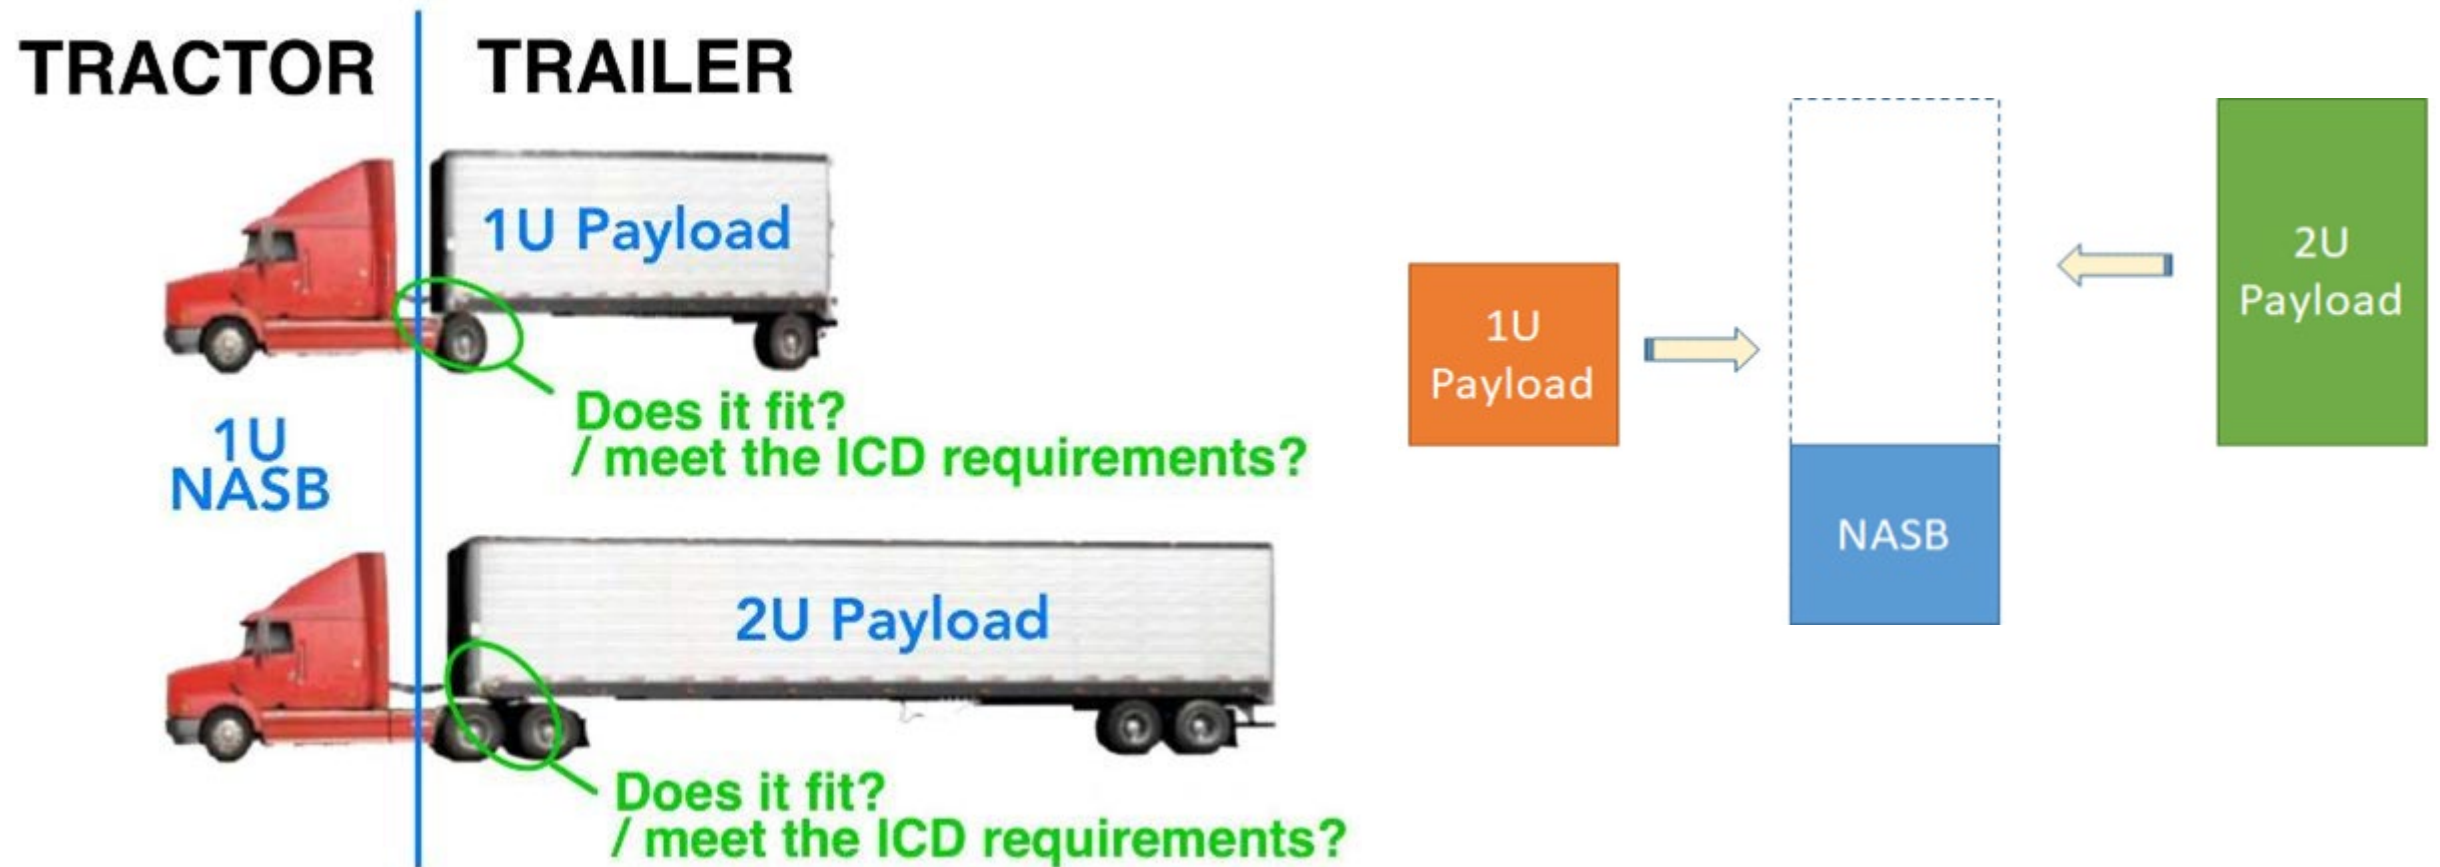 TRACTOR
TRAILER
1U Payload
Does it fit?
/ meet the ICD requirements?
1U
NASB
2U Payload
Does it fit?
/ meet the ICD requirements?
1U
Payload
NASB
2U
Payload